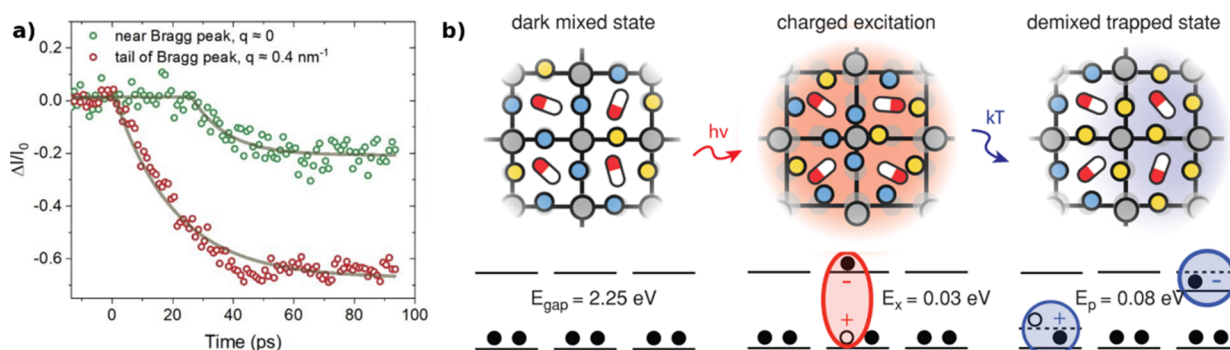 a)
near Bragg peak, q ≈ 0
tail of Bragg peak, q ≈ 0.4 nm⁻¹
ΔI/I₀
0.2
0.0
-0.2
-0.4
-0.6
0 20 40 60 80 100
Time (ps)
b)
dark mixed state
charged excitation
demixed trapped state
hν
kT
E_gap = 2.25 eV
E_x = 0.03 eV
E_p = 0.08 eV
−
+
+
−